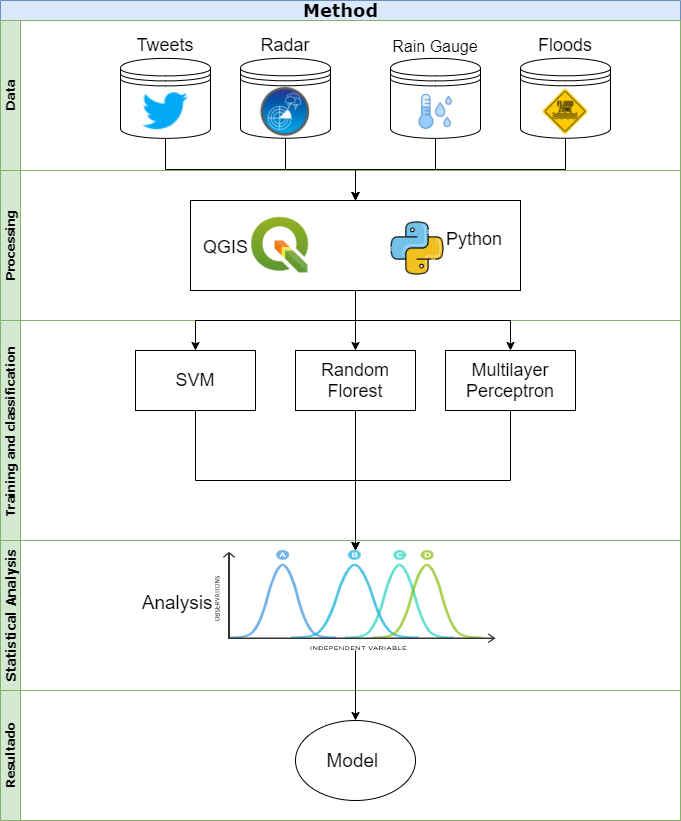 Method
Data
Tweets
Radar
Rain Gauge
Floods
FLOOD
ZONE
Processing
QGIS
Python
Training and classification
SVM
Random
Florest
Multilayer
Perceptron
Statistical Analysis
Analysis
OBSERVATIONS
A
B
C
D
INDEPENDENT VARIABLE
Resultado
Model